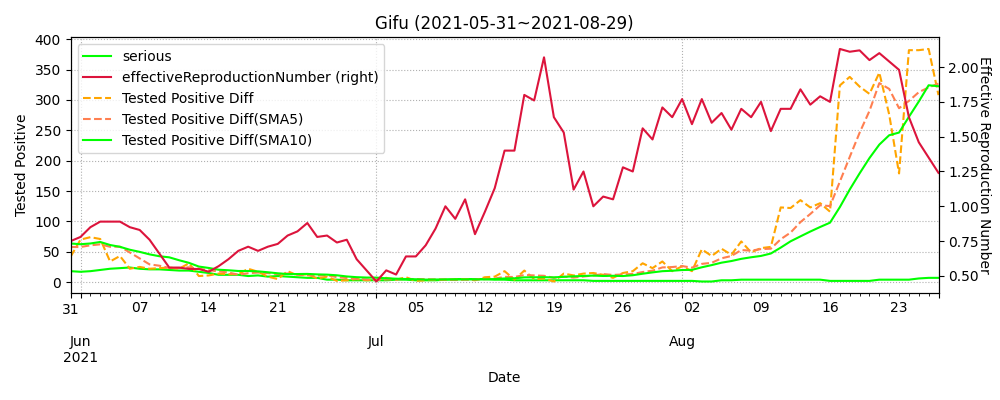 Gifu (2021-05-31~2021-08-29)
serious
effectiveReproductionNumber (right)
Tested Positive Diff
Tested Positive Diff(SMA5)
Tested Positive Diff(SMA10)
Tested Positive
400
350
300
250
200
150
100
50
0
2.00
1.75
1.50
1.25
1.00
0.75
0.50
Effective Reproduction Number
31 07 14 21 28 05 12 19 26 02 09 16 23
Jun Jul Aug
2021
Date